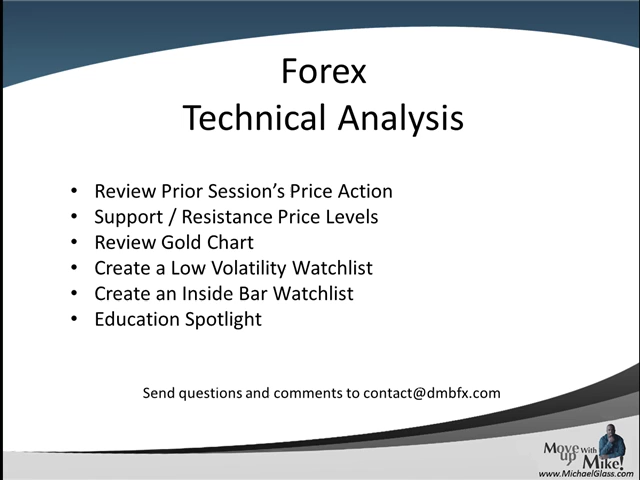 Forex
Technical Analysis
• Review Prior Session's Price Action
• Support / Resistance Price Levels
• Review Gold Chart
• Create a Low Volatility Watchlist
• Create an Inside Bar Watchlist
• Education Spotlight
Send questions and comments to contact@dmbfx.com
Move up With Mike!
www.MichaelGlass.com